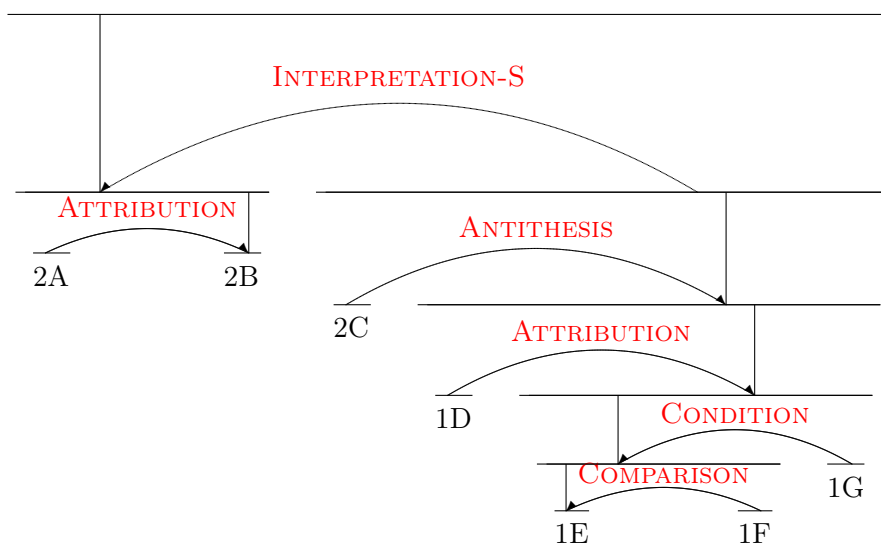 INTERPRETATION-S
ATTRIBUTION
2A
2B
ANTITHESIS
2C
ATTRIBUTION
1D
CONDITION
1G
COMPARISON
1E
1F